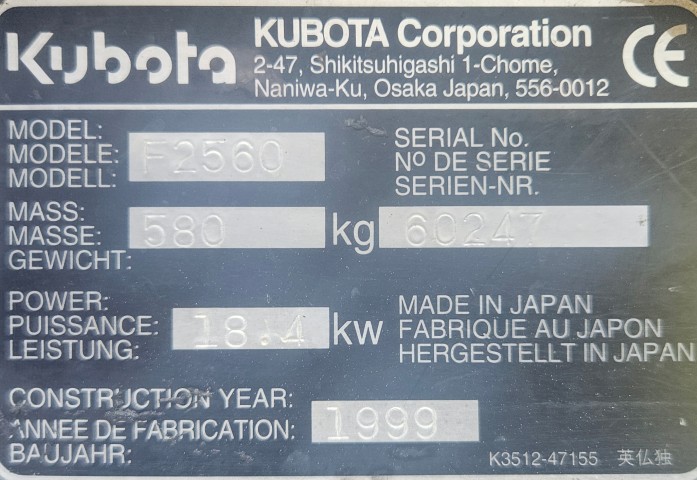 Kubota
KUBOTA Corporation
2-47, Shikitsuhigashi 1-Chome,
Naniwa-Ku, Osaka Japan, 556-0012
CE
MODEL:
MODELE:
MODELL:
F2560
SERIAL No.
Nº DE SERIE
SERIEN-NR.
MASS:
MASSE:
GEWICHT:
580
kg
60247
POWER:
PUISSANCE:
LEISTUNG:
18.4
kw
MADE IN JAPAN
FABRIQUE AU JAPON
HERGESTELLT IN JAPAN
CONSTRUCTION YEAR:
ANNEE DE FABRICATION:
BAUJAHR:
1999
K3512-47155 英仏独